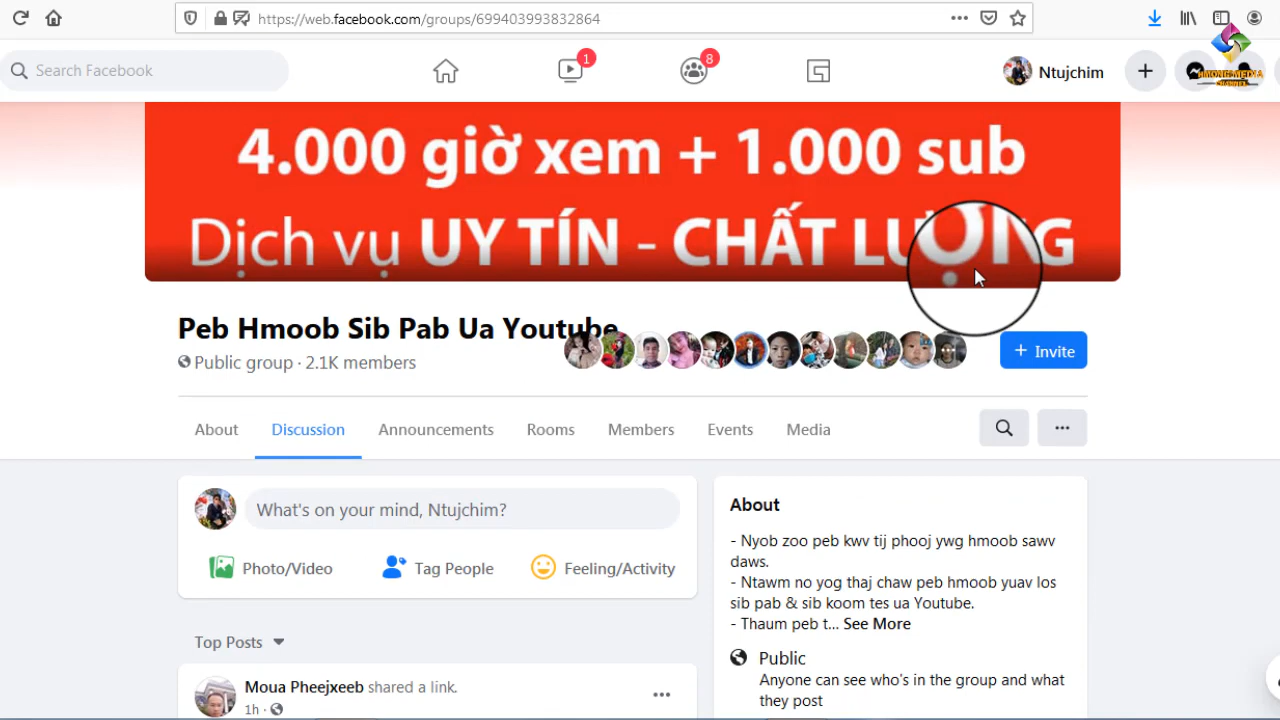 https://web.facebook.com/groups/699403993832864
HMONG MEDIA
CHANNEL
Search Facebook
1
8
Ntujchim
4.000 giờ xem + 1.000 sub
Dịch vụ UY TÍN - CHẤT LƯỢNG
Peb Hmoob Sib Pab Ua Youtube
Public group · 2.1K members
+ Invite
About
Discussion
Announcements
Rooms
Members
Events
Media
What's on your mind, Ntujchim?
Photo/Video
Tag People
Feeling/Activity
Top Posts
Moua Pheejxeeb shared a link.
1h ·
About
- Nyob zoo peb kwv tij phooj ywg hmoob sawv
daws.
- Ntawm no yog thaj chaw peb hmoob yuav los
sib pab & sib koom tes ua Youtube.
- Thaum peb t... See More
Public
Anyone can see who's in the group and what
they post